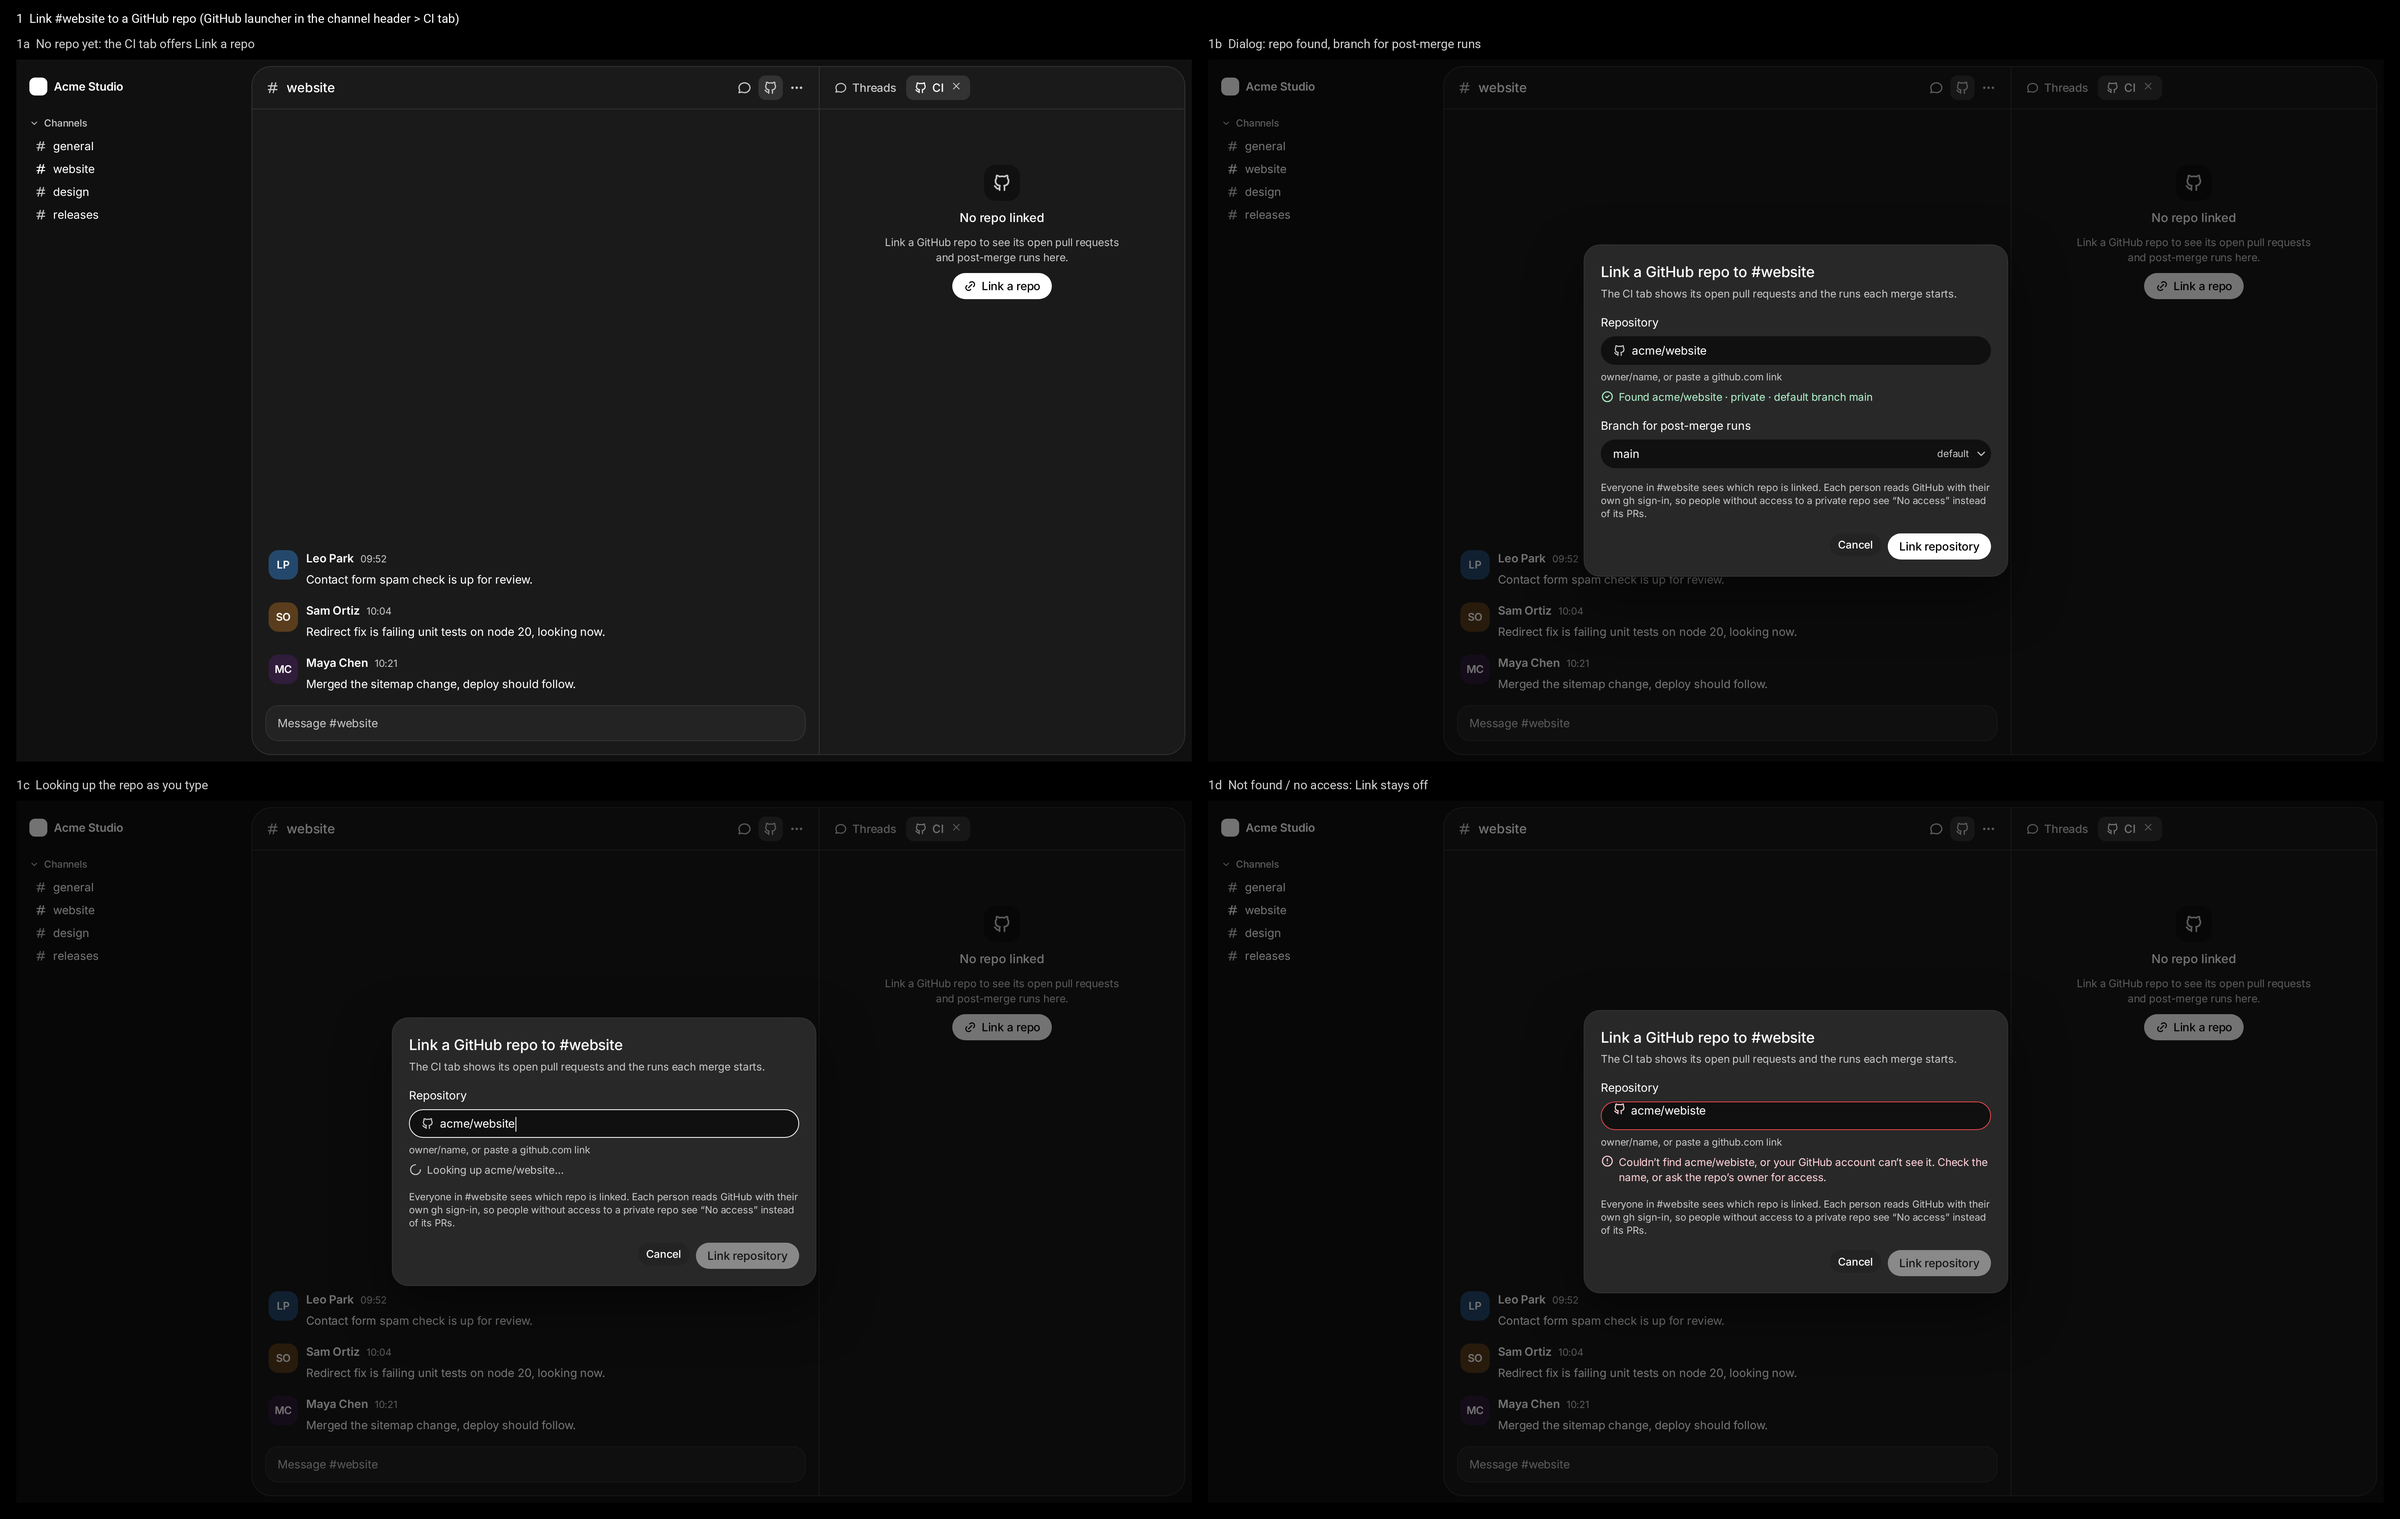 1 Link #website to a GitHub repo (GitHub launcher in the channel header > CI tab)
1a No repo yet: the CI tab offers Link a repo
Acme Studio
Channels
# general
# website
# design
# releases
# website
Threads
CI
No repo linked
Link a GitHub repo to see its open pull requests
and post-merge runs here.
Link a repo
LP
Leo Park 09:52
Contact form spam check is up for review.
SO
Sam Ortiz 10:04
Redirect fix is failing unit tests on node 20, looking now.
MC
Maya Chen 10:21
Merged the sitemap change, deploy should follow.
Message #website
1b Dialog: repo found, branch for post-merge runs
Acme Studio
Channels
# general
# website
# design
# releases
# website
Threads
CI
No repo linked
Link a GitHub repo to see its open pull requests
and post-merge runs here.
Link a repo
Link a GitHub repo to #website
The CI tab shows its open pull requests and the runs each merge starts.
Repository
acme/website
owner/name, or paste a github.com link
Found acme/website · private · default branch main
Branch for post-merge runs
main
default
Everyone in #website sees which repo is linked. Each person reads GitHub with their
own gh sign-in, so people without access to a private repo see “No access” instead
of its PRs.
Cancel
Link repository
LP
Leo Park 09:52
Contact form spam check is up for review.
SO
Sam Ortiz 10:04
Redirect fix is failing unit tests on node 20, looking now.
MC
Maya Chen 10:21
Merged the sitemap change, deploy should follow.
Message #website
1c Looking up the repo as you type
Acme Studio
Channels
# general
# website
# design
# releases
# website
Threads
CI
No repo linked
Link a GitHub repo to see its open pull requests
and post-merge runs here.
Link a repo
Link a GitHub repo to #website
The CI tab shows its open pull requests and the runs each merge starts.
Repository
acme/website
owner/name, or paste a github.com link
Looking up acme/website...
Everyone in #website sees which repo is linked. Each person reads GitHub with their
own gh sign-in, so people without access to a private repo see “No access” instead
of its PRs.
Cancel
Link repository
LP
Leo Park 09:52
Contact form spam check is up for review.
SO
Sam Ortiz 10:04
Redirect fix is failing unit tests on node 20, looking now.
MC
Maya Chen 10:21
Merged the sitemap change, deploy should follow.
Message #website
1d Not found / no access: Link stays off
Acme Studio
Channels
# general
# website
# design
# releases
# website
Threads
CI
No repo linked
Link a GitHub repo to see its open pull requests
and post-merge runs here.
Link a repo
Link a GitHub repo to #website
The CI tab shows its open pull requests and the runs each merge starts.
Repository
acme/webiste
owner/name, or paste a github.com link
Couldn’t find acme/webiste, or your GitHub account can’t see it. Check the
name, or ask the repo’s owner for access.
Everyone in #website sees which repo is linked. Each person reads GitHub with their
own gh sign-in, so people without access to a private repo see “No access” instead
of its PRs.
Cancel
Link repository
LP
Leo Park 09:52
Contact form spam check is up for review.
SO
Sam Ortiz 10:04
Redirect fix is failing unit tests on node 20, looking now.
MC
Maya Chen 10:21
Merged the sitemap change, deploy should follow.
Message #website